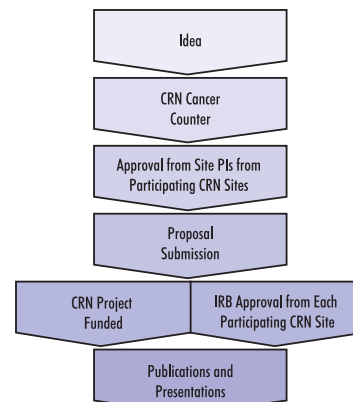 Idea
CRN Cancer
Counter
Approval from Site PIs from
Participating CRN Sites
Proposal
Submission
CRN Project
Funded
IRB Approval from Each
Participating CRN Site
Publications and
Presentations